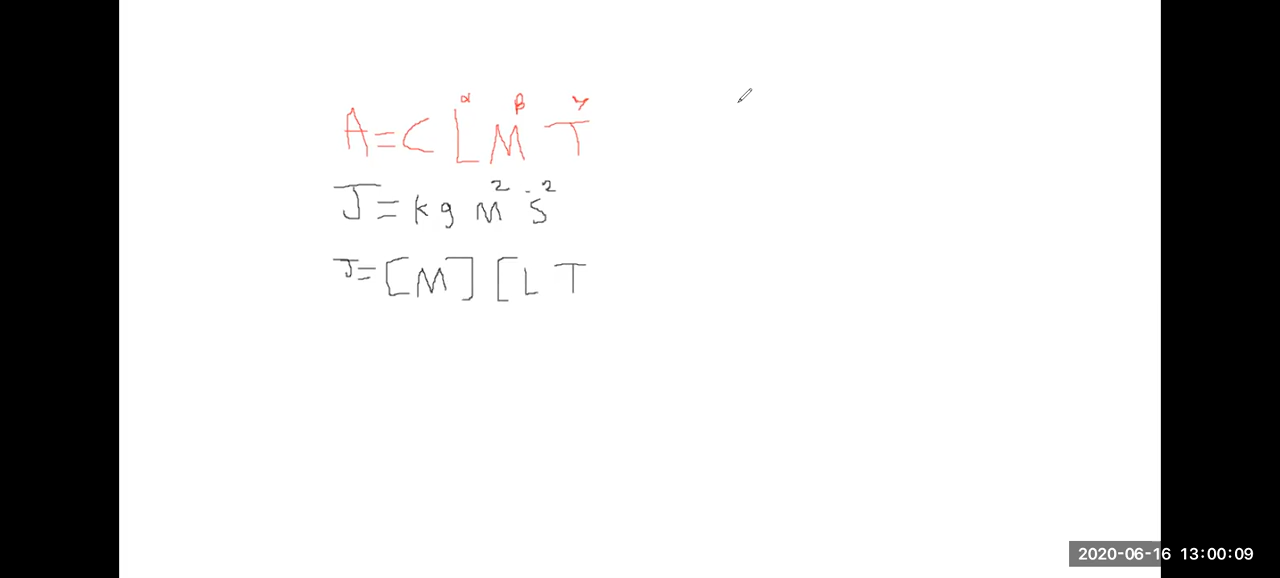 A = C L^α M^β T^γ
J = kg m^2 s^-2
J = [M] [L T
2020-06-16 13:00:09